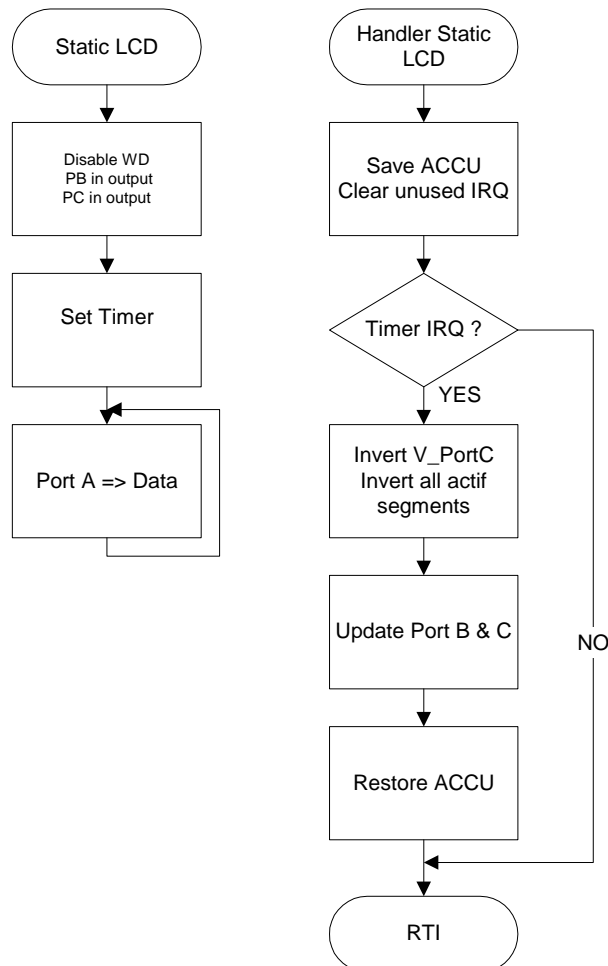 Static LCD
Disable WD
PB in output
PC in output
Set Timer
Port A => Data
Handler Static
LCD
Save ACCU
Clear unused IRQ
Timer IRQ ?
YES
Invert V_PortC
Invert all actif
segments
Update Port B & C
NO
Restore ACCU
RTI